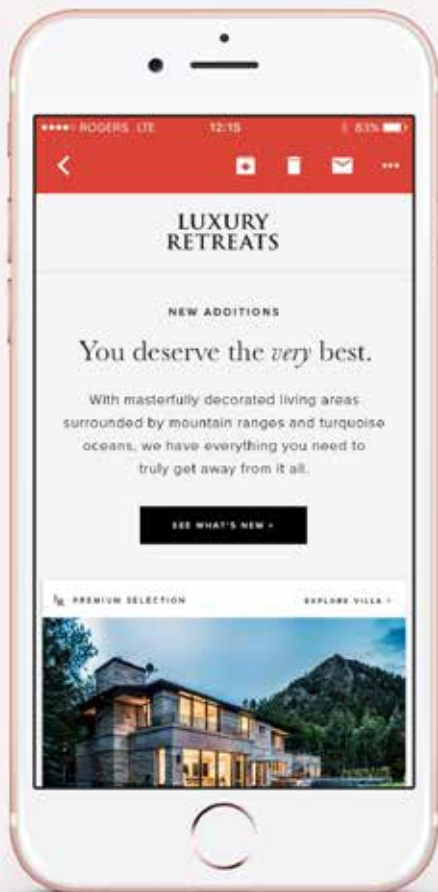 ROGERS LTE 12:15 83%
LUXURY
RETREATS
NEW ADDITIONS
You deserve the very best.
With masterfully decorated living areas
surrounded by mountain ranges and turquoise
oceans, we have everything you need to
truly get away from it all.
SEE WHAT'S NEW ›
LR PREMIUM SELECTION EXPLORE VILLA ›